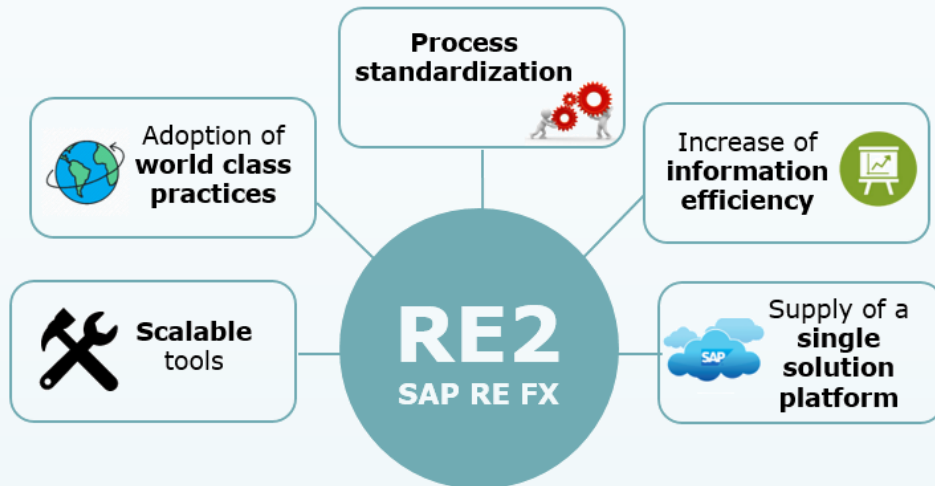 Process
standardization
Adoption of
world class
practices
Increase of
information
efficiency
Scalable
tools
RE2
SAP RE FX
SAP
Supply of a
single
solution
platform